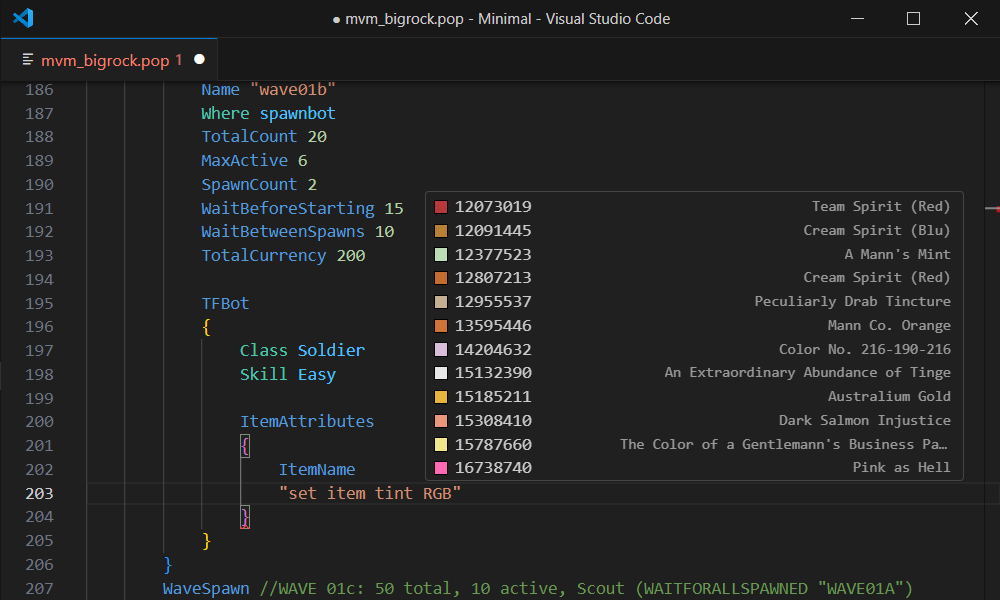 ● mvm_bigrock.pop - Minimal - Visual Studio Code
mvm_bigrock.pop 1 ●
186 Name "wave01b"
187 Where spawnbot
188 TotalCount 20
189 MaxActive 6
190 SpawnCount 2
191 WaitBeforeStarting 15
192 WaitBetweenSpawns 10
193 TotalCurrency 200
194
195 TFBot
196 {
197 Class Soldier
198 Skill Easy
199
200 ItemAttributes
201 {
202 ItemName
203 "set item tint RGB"
204 }
205 }
206 }
207 WaveSpawn //WAVE 01c: 50 total, 10 active, Scout (WAITFORALLSPAWNED "WAVE01A")
12073019 Team Spirit (Red)
12091445 Cream Spirit (Blu)
12377523 A Mann's Mint
12807213 Cream Spirit (Red)
12955537 Peculiarly Drab Tincture
13595446 Mann Co. Orange
14204632 Color No. 216-190-216
15132390 An Extraordinary Abundance of Tinge
15185211 Australium Gold
15308410 Dark Salmon Injustice
15787660 The Color of a Gentlemann's Business Pa…
16738740 Pink as Hell